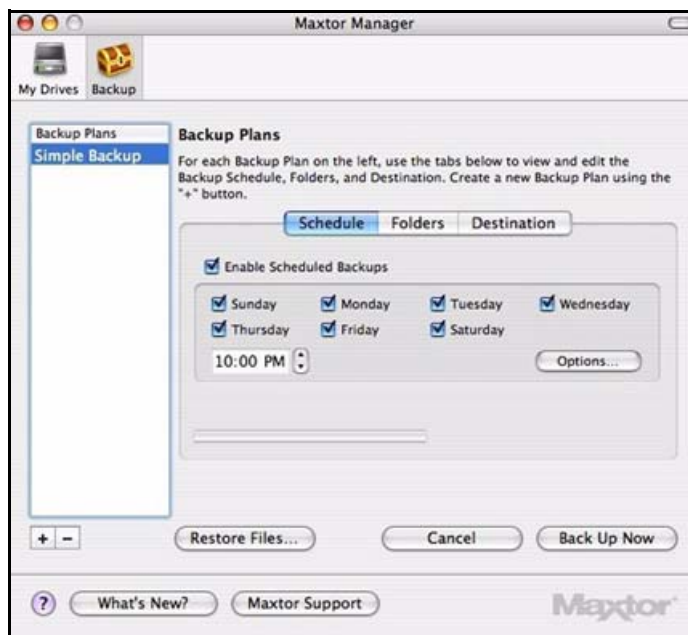 Maxtor Manager
My Drives Backup
Backup Plans
Simple Backup
Backup Plans
For each Backup Plan on the left, use the tabs below to view and edit the
Backup Schedule, Folders, and Destination. Create a new Backup Plan using the
"+" button.
Schedule Folders Destination
Enable Scheduled Backups
Sunday Monday Tuesday Wednesday
Thursday Friday Saturday
10:00 PM Options...
+ -
Restore Files... Cancel Back Up Now
? What's New? Maxtor Support Maxtor